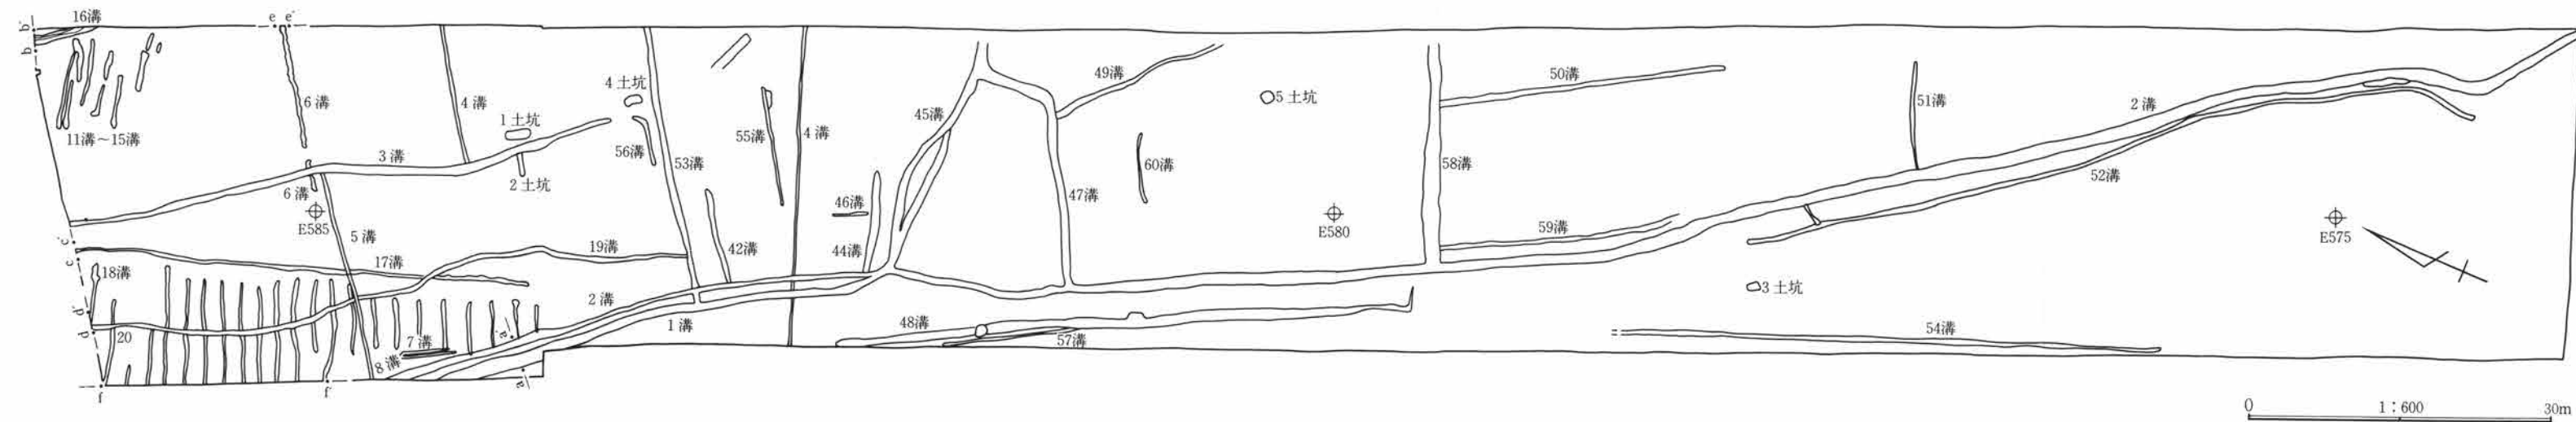 16溝
e e′
b′
b
11溝～15溝
6溝
4溝
1土坑
4土坑
3溝
2土坑
56溝
53溝
55溝
4溝
45溝
49溝
5土坑
50溝
51溝
2溝
6溝
E585
5溝
46溝
44溝
42溝
47溝
60溝
E580
58溝
59溝
52溝
E575
c′
c
17溝
19溝
18溝
d′
d
20
2溝
1溝
7溝
8溝
a′
a
48溝
57溝
3土坑
54溝
f
f′
0 1：600 30m